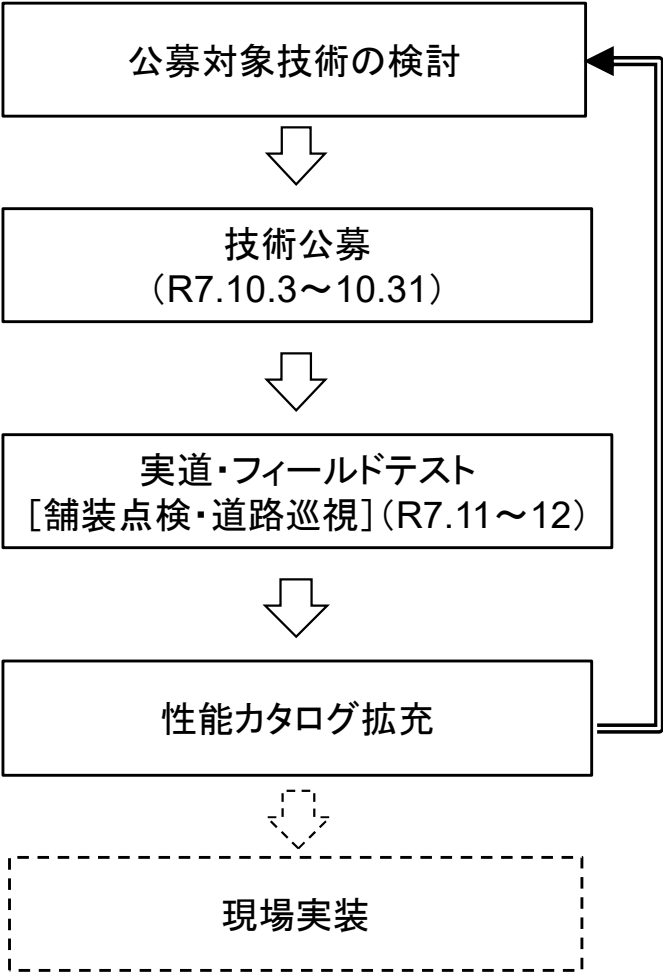 公募対象技術の検討
技術公募
（R7.10.3～10.31）
実道・フィールドテスト
［舗装点検・道路巡視］（R7.11～12）
性能カタログ拡充
現場実装